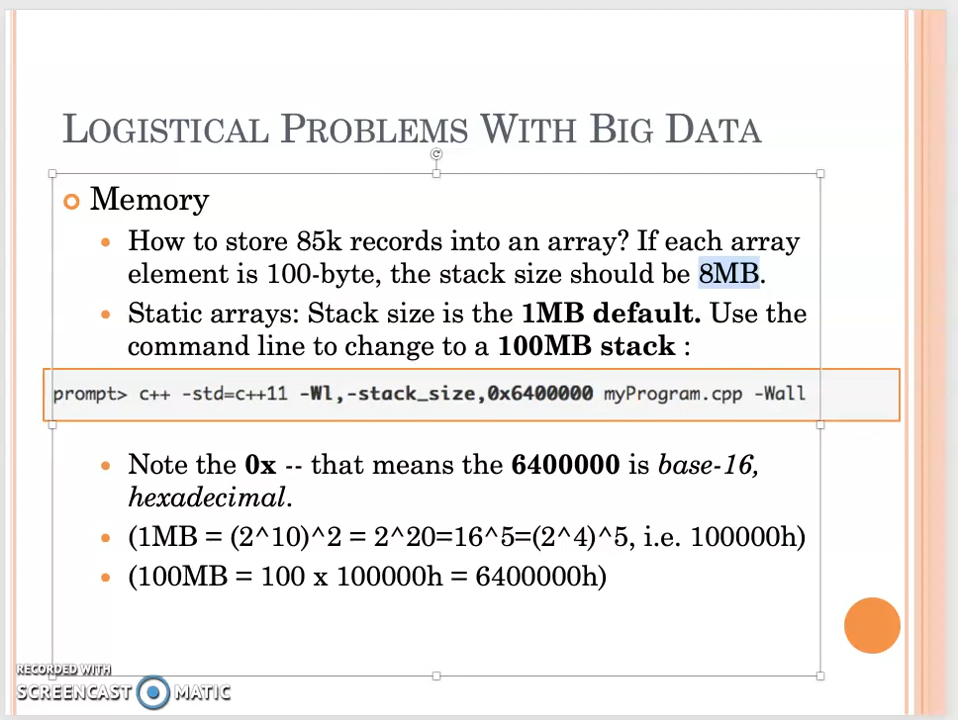 LOGISTICAL PROBLEMS WITH BIG DATA
Memory
How to store 85k records into an array? If each array
element is 100-byte, the stack size should be 8MB.
Static arrays: Stack size is the 1MB default. Use the
command line to change to a 100MB stack :
prompt> c++ -std=c++11 -Wl,-stack_size,0x6400000 myProgram.cpp -Wall
Note the 0x -- that means the 6400000 is base-16,
hexadecimal.
(1MB = (2^10)^2 = 2^20=16^5=(2^4)^5, i.e. 100000h)
(100MB = 100 x 100000h = 6400000h)
RECORDED WITH
SCREENCAST MATIC